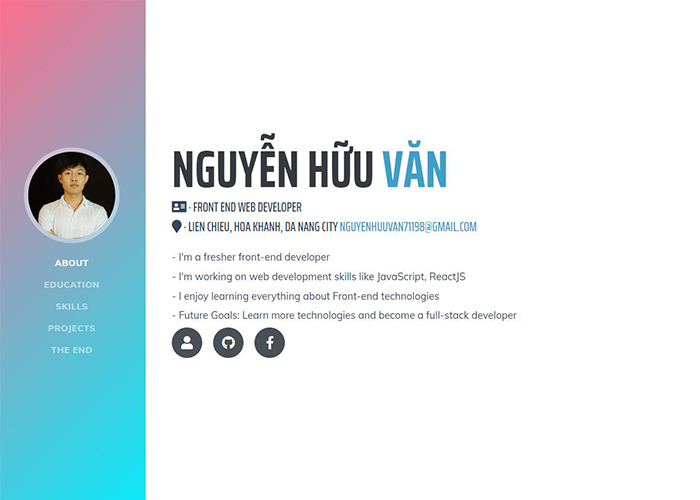 ABOUT
EDUCATION
SKILLS
PROJECTS
THE END
NGUYỄN HỮU VĂN
- FRONT END WEB DEVELOPER
- LIEN CHIEU, HOA KHANH, DA NANG CITY NGUYENHUUVAN71198@GMAIL.COM
- I'm a fresher front-end developer
- I'm working on web development skills like JavaScript, ReactJS
- I enjoy learning everything about Front-end technologies
- Future Goals: Learn more technologies and become a full-stack developer